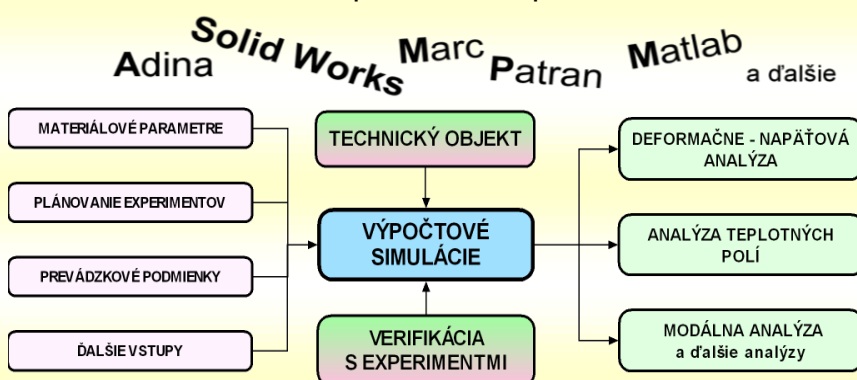 Adina Solid Works Marc Patran Matlab a ďalšie
MATERIÁLOVÉ PARAMETRE
PLÁNOVANIE EXPERIMENTOV
PREVÁDZKOVÉ PODMIENKY
ĎALŠIE VSTUPY
TECHNICKÝ OBJEKT
VÝPOČTOVÉ
SIMULÁCIE
VERIFIKÁCIA
S EXPERIMENTMI
DEFORMAČNE - NAPÄŤOVÁ
ANALÝZA
ANALÝZA TEPLOTNÝCH
POLÍ
MODÁLNA ANALÝZA
a ďalšie analýzy